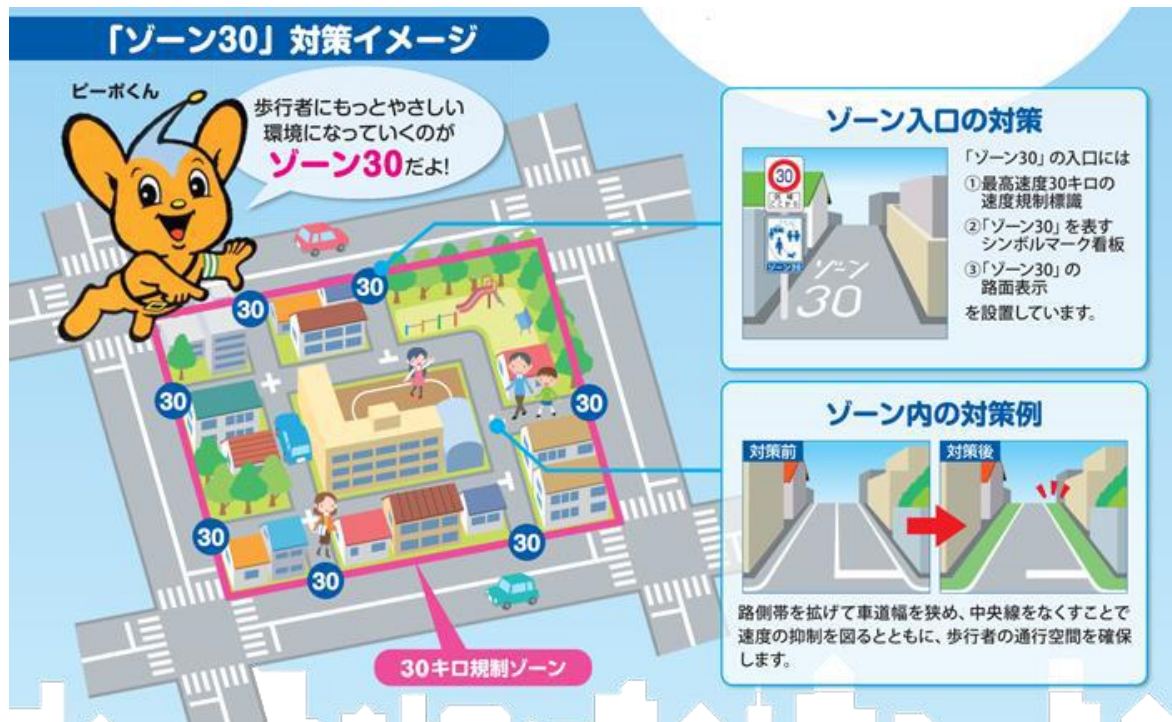 「ゾーン30」対策イメージ
ピーポくん
歩行者にもっとやさしい
環境になっていくのが
ゾーン30だよ!
30
30
30
30
30
30
30
30キロ規制ゾーン
ゾーン入口の対策
30
ゾーン30
ゾーン
30
「ゾーン30」の入口には
①最高速度30キロの
速度規制標識
②「ゾーン30」を表す
シンボルマーク看板
③「ゾーン30」の
路面表示
を設置しています。
ゾーン内の対策例
対策前
対策後
路側帯を拡げて車道幅を狭め、中央線をなくすことで
速度の抑制を図るとともに、歩行者の通行空間を確保
します。